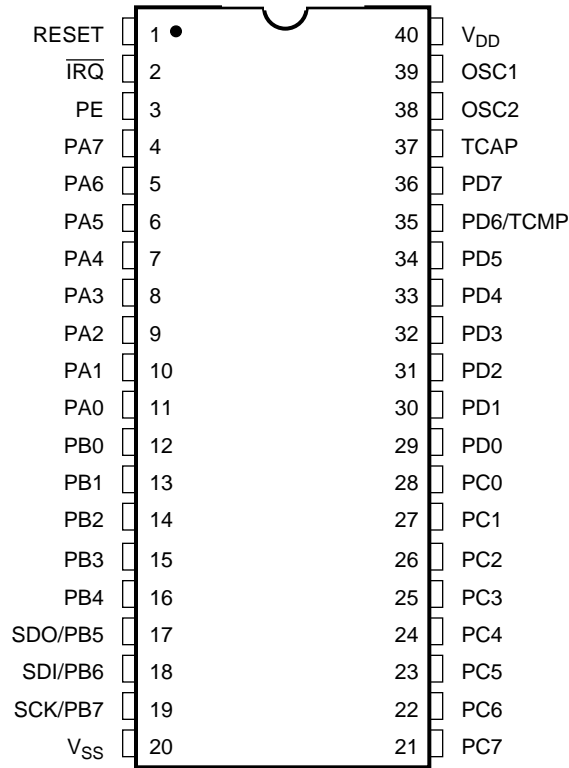 RESET 1 40 V_DD
I̅R̅Q̅ 2 39 OSC1
PE 3 38 OSC2
PA7 4 37 TCAP
PA6 5 36 PD7
PA5 6 35 PD6/TCMP
PA4 7 34 PD5
PA3 8 33 PD4
PA2 9 32 PD3
PA1 10 31 PD2
PA0 11 30 PD1
PB0 12 29 PD0
PB1 13 28 PC0
PB2 14 27 PC1
PB3 15 26 PC2
PB4 16 25 PC3
SDO/PB5 17 24 PC4
SDI/PB6 18 23 PC5
SCK/PB7 19 22 PC6
V_SS 20 21 PC7